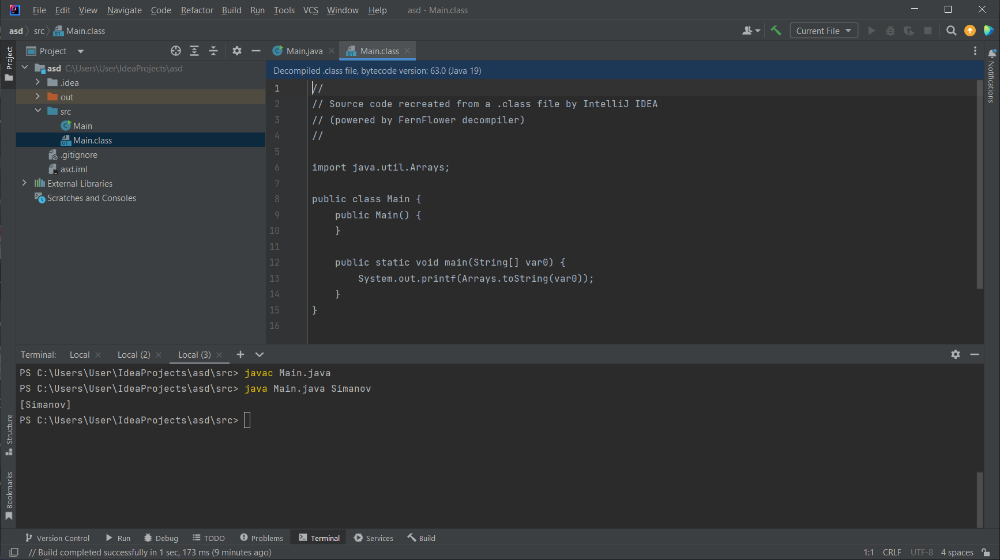 File Edit View Navigate Code Refactor Build Run Tools VCS Window Help asd - Main.class
asd src Main.class
Current File
Project
Main.java
Main.class
Project
Notifications
asd C:\Users\User\IdeaProjects\asd
.idea
out
src
Main
Main.class
.gitignore
asd.iml
External Libraries
Scratches and Consoles
Decompiled .class file, bytecode version: 63.0 (Java 19)
1 //
2 // Source code recreated from a .class file by IntelliJ IDEA
3 // (powered by FernFlower decompiler)
4 //
5
6 import java.util.Arrays;
7
8 public class Main {
9     public Main() {
10     }
11
12     public static void main(String[] var0) {
13         System.out.printf(Arrays.toString(var0));
14     }
15 }
16
Terminal: Local Local (2) Local (3)
PS C:\Users\User\IdeaProjects\asd\src> javac Main.java
PS C:\Users\User\IdeaProjects\asd\src> java Main.java Simanov
[Simanov]
PS C:\Users\User\IdeaProjects\asd\src>
Structure
Bookmarks
Version Control Run Debug TODO Problems Terminal Services Build
// Build completed successfully in 1 sec, 173 ms (9 minutes ago)
1:1 CRLF UTF-8 4 spaces